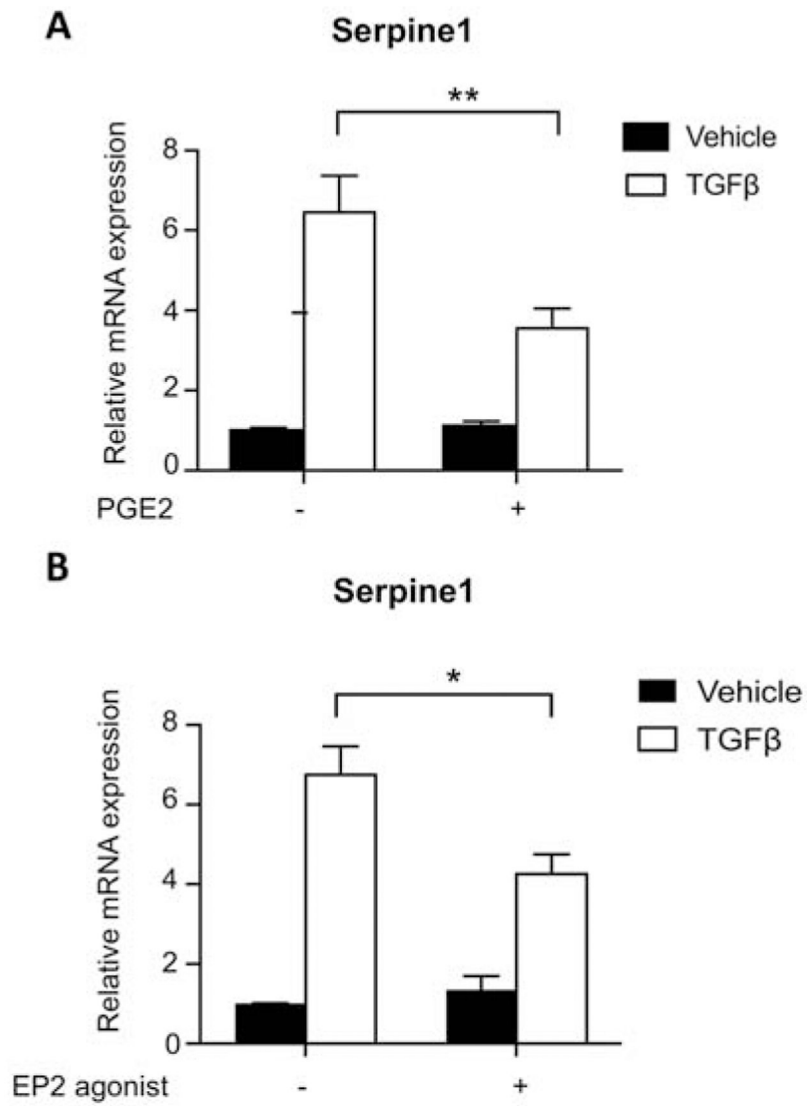 A
Serpine1
**
Vehicle
TGFβ
Relative mRNA expression
8
6
4
2
0
PGE2 - +
B
Serpine1
*
Vehicle
TGFβ
Relative mRNA expression
8
6
4
2
0
EP2 agonist - +